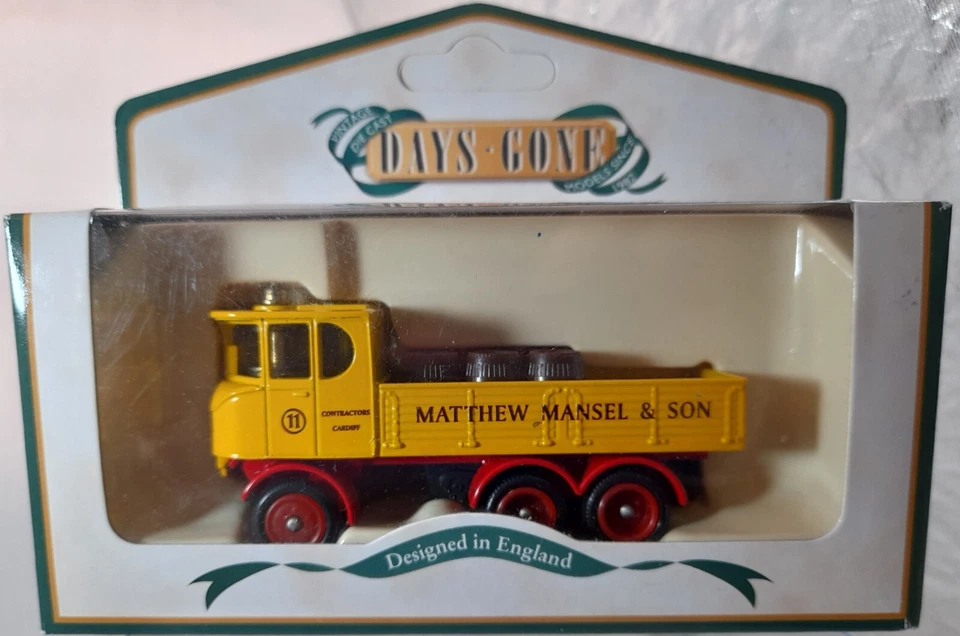 VINTAGE
DIE CAST
DAYS · GONE
MODELS SINCE
1982
11
CONTRACTORS
CARDIFF
MATTHEW MANSEL & SON
Designed in England